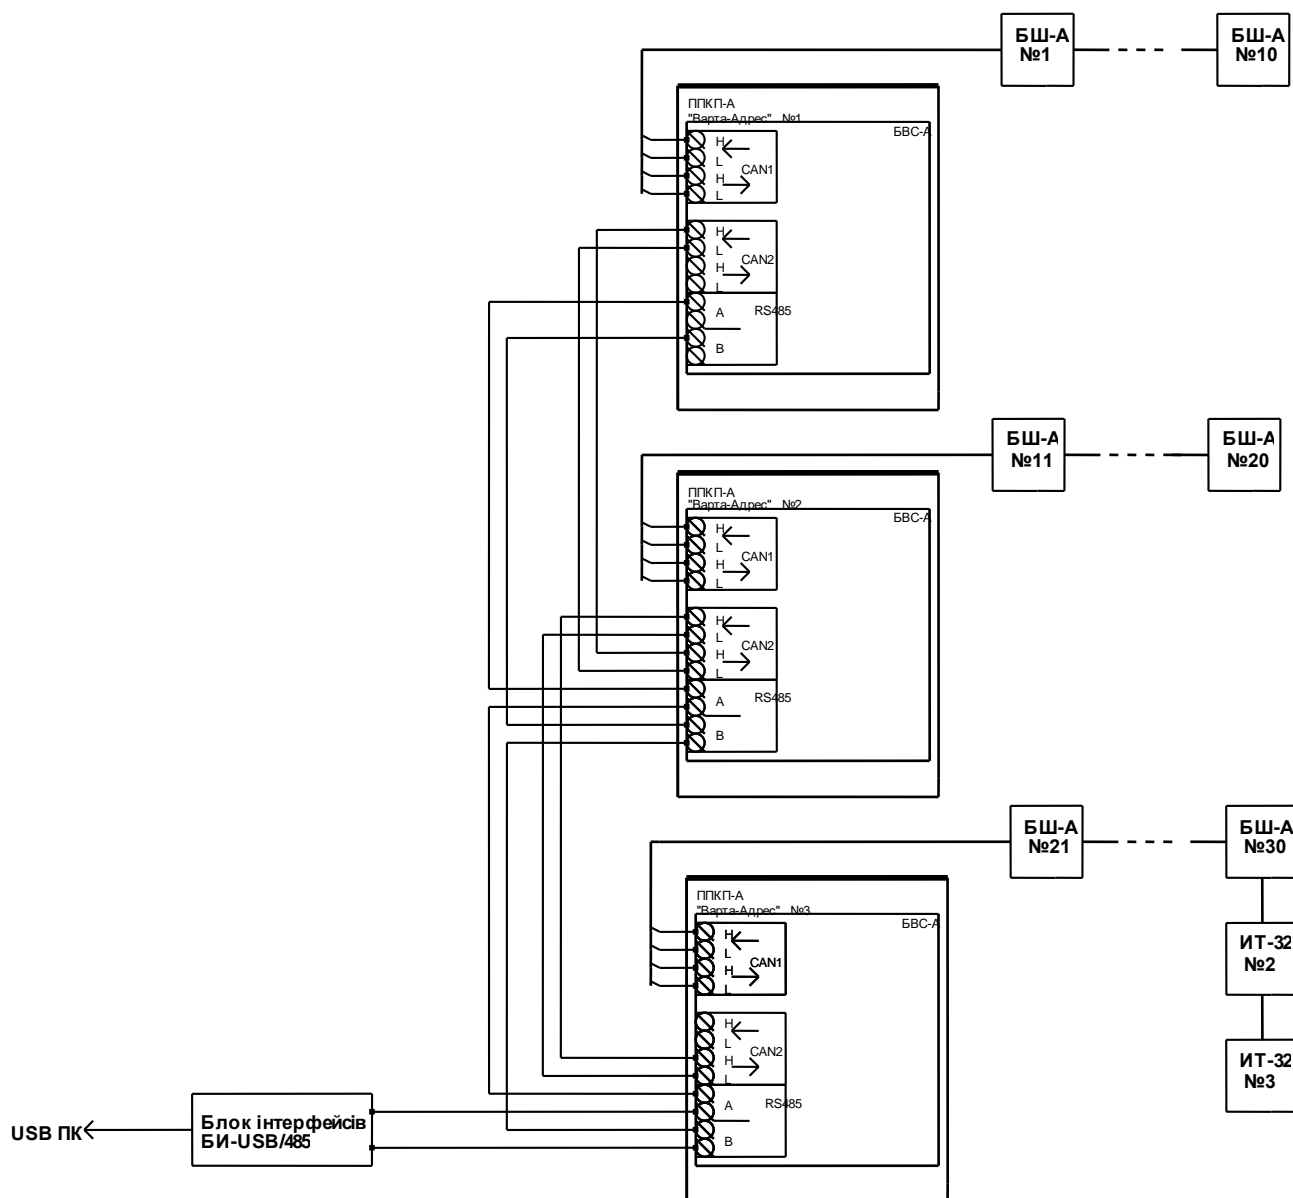 БШ-А
№1
БШ-А
№10
ППКП-А
"Варта-Адрес" №1
БВС-А
H
L
CAN1
H
L
H
L
CAN2
H
L
RS485
A
B
БШ-А
№11
БШ-А
№20
ППКП-А
"Варта-Адрес" №2
БВС-А
H
L
CAN1
H
L
H
L
CAN2
H
L
RS485
A
B
БШ-А
№21
БШ-А
№30
ППКП-А
"Варта-Адрес" №3
БВС-А
H
L
CAN1
H
L
ИТ-32
№2
H
L
CAN2
H
L
ИТ-32
№3
RS485
A
B
Блок інтерфейсів
БИ-USB/485
USB ПК